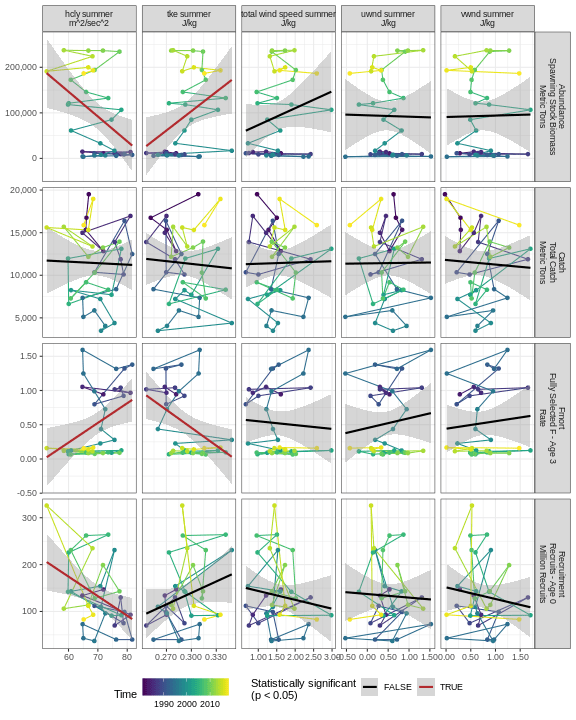 hcly summer
m^2/sec^2
tke summer
J/kg
total wind speed summer
J/kg
uwnd summer
J/kg
vwnd summer
J/kg
200,000
100,000
0
Abundance
Spawning Stock Biomass
Metric Tons
20,000
15,000
10,000
5,000
Catch
Total Catch
Metric Tons
1.50
1.00
0.50
0.00
-0.50
Fmort
Fully Selected F - Age 3
Rate
300
200
100
Recruitment
Recruits - Age 0
Million Recruits
60 70 80
0.270 0.300 0.330
1.00 1.50 2.00 2.50 3.00
-0.50 0.00 0.50 1.00 1.50
0.00 0.50 1.00 1.50
Time
1990 2000 2010
Statistically significant
(p < 0.05)
FALSE
TRUE